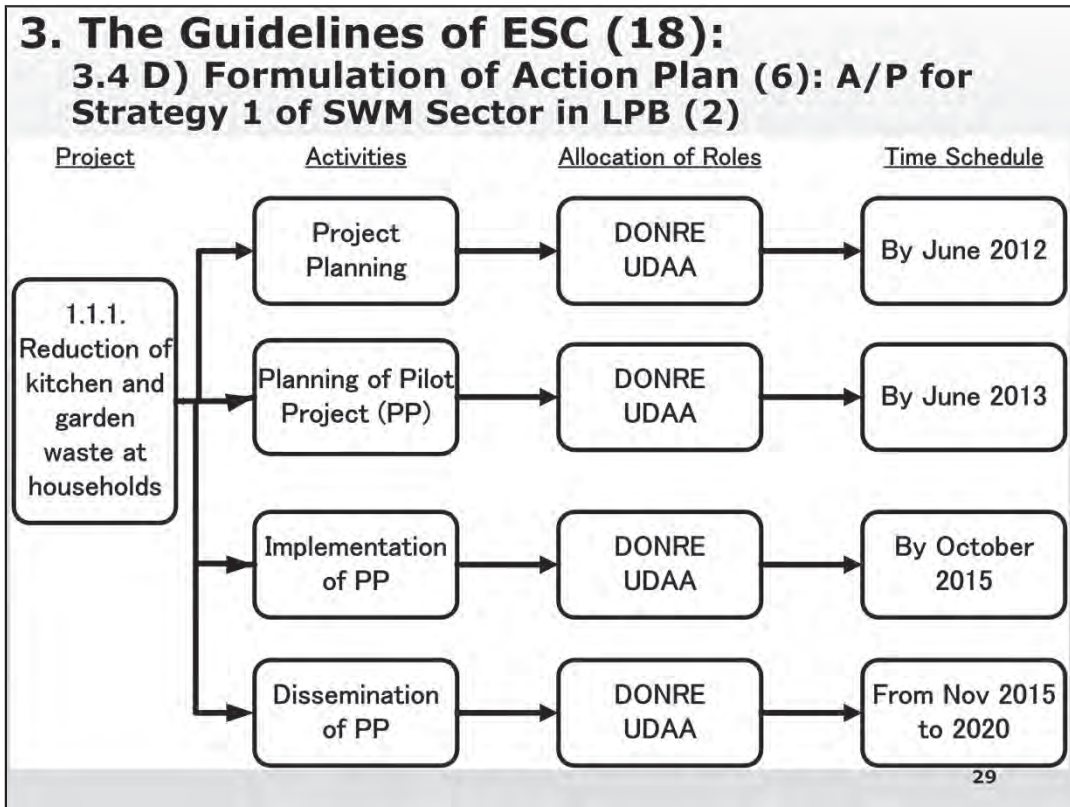 3. The Guidelines of ESC (18):
3.4 D) Formulation of Action Plan (6): A/P for
Strategy 1 of SWM Sector in LPB (2)
Project
Activities
Allocation of Roles
Time Schedule
1.1.1.
Reduction of
kitchen and
garden
waste at
households
Project
Planning
DONRE
UDAA
By June 2012
Planning of Pilot
Project (PP)
DONRE
UDAA
By June 2013
Implementation
of PP
DONRE
UDAA
By October
2015
Dissemination
of PP
DONRE
UDAA
From Nov 2015
to 2020
29